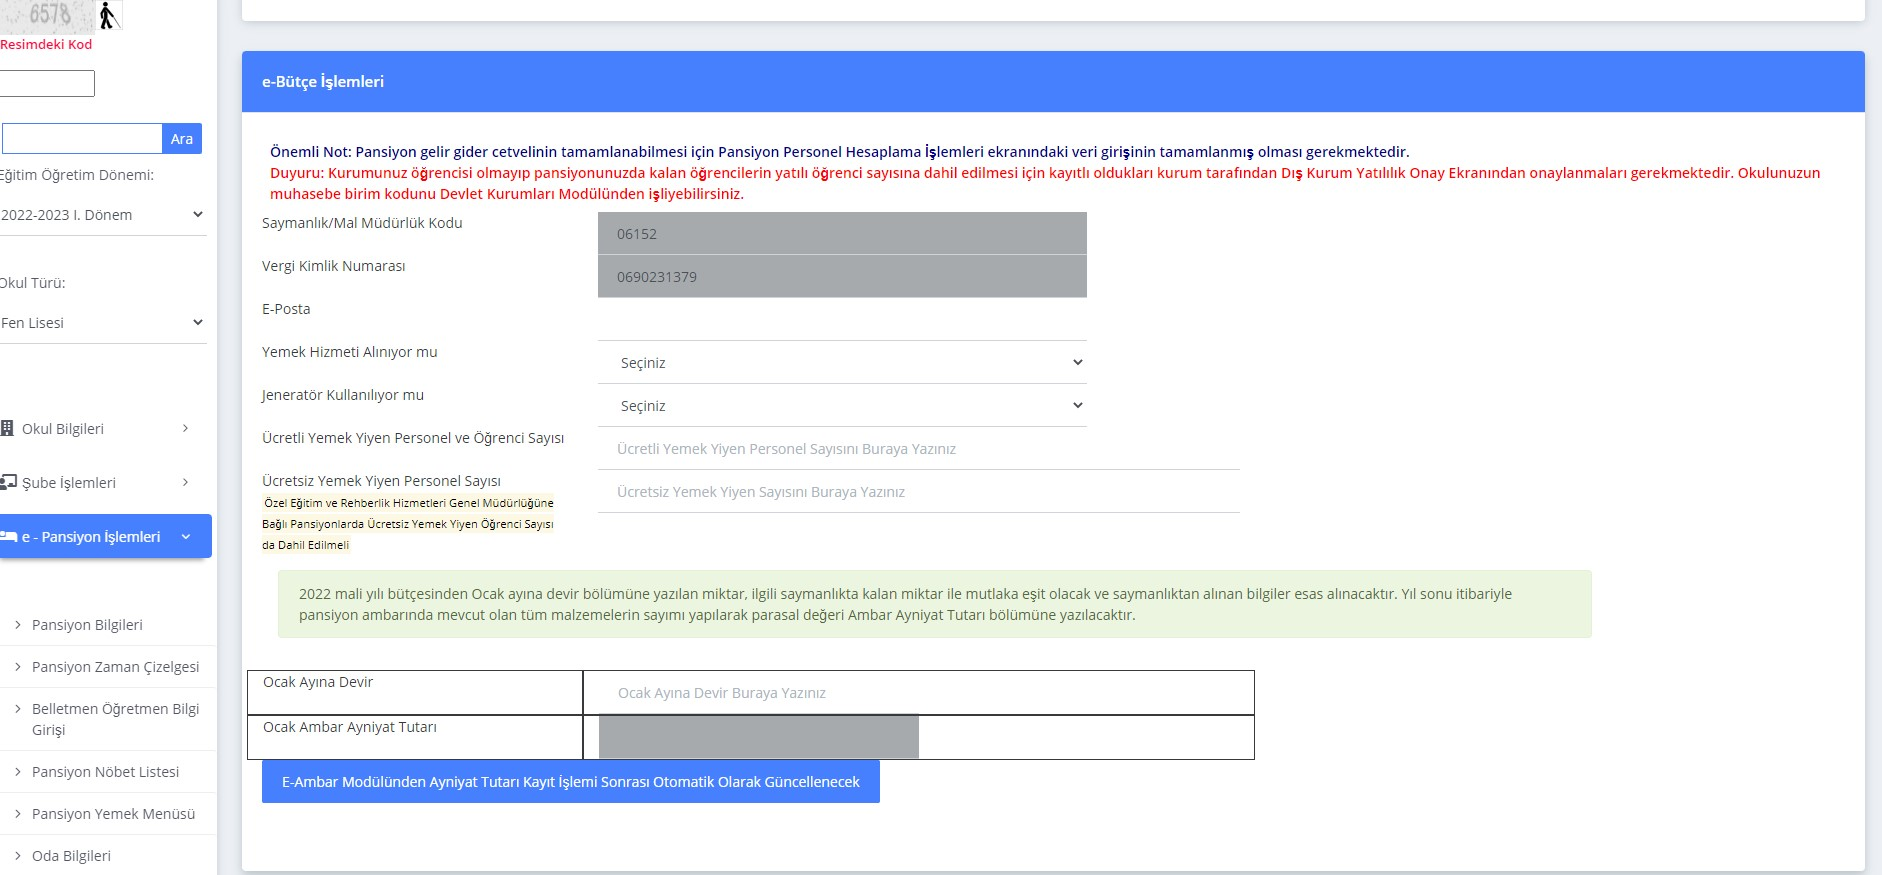 6578
Resimdeki Kod
Ara
Eğitim Öğretim Dönemi:
2022-2023 I. Dönem
Okul Türü:
Fen Lisesi
Okul Bilgileri
Şube İşlemleri
e - Pansiyon İşlemleri
Pansiyon Bilgileri
Pansiyon Zaman Çizelgesi
Belletmen Öğretmen Bilgi
Girişi
Pansiyon Nöbet Listesi
Pansiyon Yemek Menüsü
Oda Bilgileri
e-Bütçe İşlemleri
Önemli Not: Pansiyon gelir gider cetvelinin tamamlanabilmesi için Pansiyon Personel Hesaplama İşlemleri ekranındaki veri girişinin tamamlanmış olması gerekmektedir.
Duyuru: Kurumunuz öğrencisi olmayıp pansiyonunuzda kalan öğrencilerin yatılı öğrenci sayısına dahil edilmesi için kayıtlı oldukları kurum tarafından Dış Kurum Yatılılık Onay Ekranından onaylanmaları gerekmektedir. Okulunuzun
muhasebe birim kodunu Devlet Kurumları Modülünden işliyebilirsiniz.
Saymanlık/Mal Müdürlük Kodu
06152
Vergi Kimlik Numarası
0690231379
E-Posta
Yemek Hizmeti Alınıyor mu
Seçiniz
Jeneratör Kullanılıyor mu
Seçiniz
Ücretli Yemek Yiyen Personel ve Öğrenci Sayısı
Ücretli Yemek Yiyen Personel Sayısını Buraya Yazınız
Ücretsiz Yemek Yiyen Personel Sayısı
Ücretsiz Yemek Yiyen Sayısını Buraya Yazınız
Özel Eğitim ve Rehberlik Hizmetleri Genel Müdürlüğüne
Bağlı Pansiyonlarda Ücretsiz Yemek Yiyen Öğrenci Sayısı
da Dahil Edilmeli
2022 mali yılı bütçesinden Ocak ayına devir bölümüne yazılan miktar, ilgili saymanlıkta kalan miktar ile mutlaka eşit olacak ve saymanlıktan alınan bilgiler esas alınacaktır. Yıl sonu itibariyle
pansiyon ambarında mevcut olan tüm malzemelerin sayımı yapılarak parasal değeri Ambar Ayniyat Tutarı bölümüne yazılacaktır.
Ocak Ayına Devir
Ocak Ayına Devir Buraya Yazınız
Ocak Ambar Ayniyat Tutarı
E-Ambar Modülünden Ayniyat Tutarı Kayıt İşlemi Sonrası Otomatik Olarak Güncellenecek